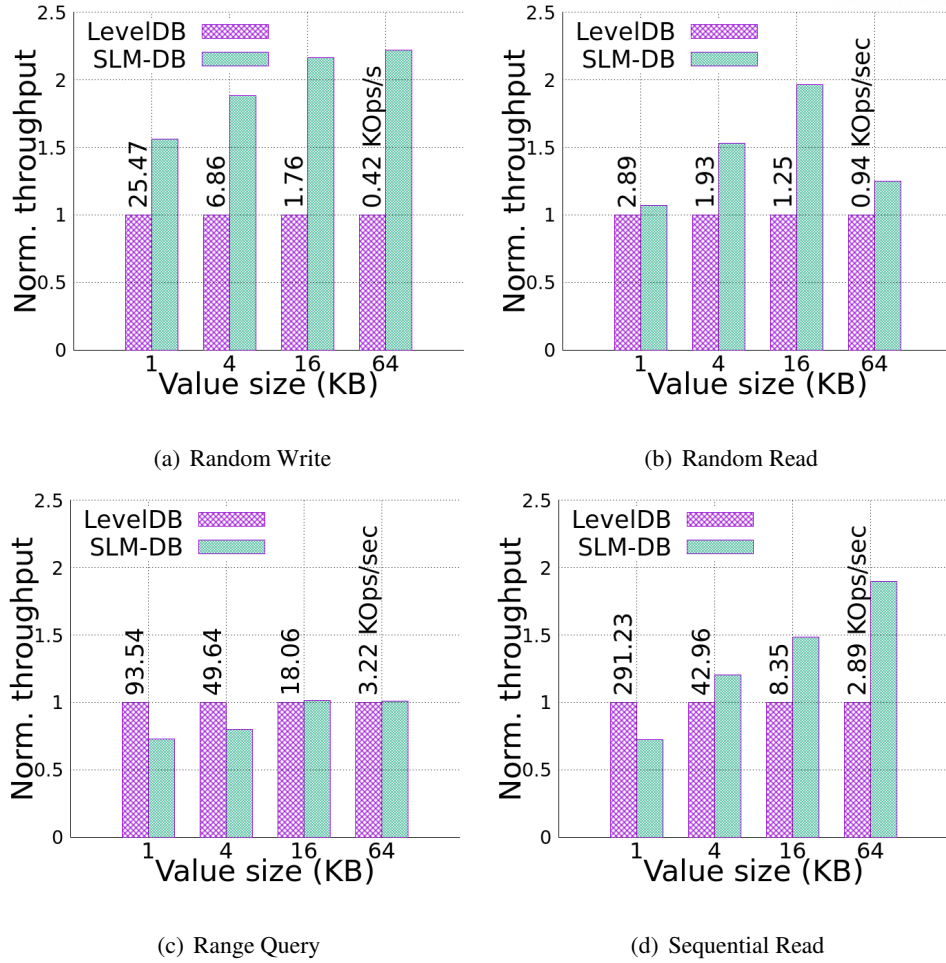 2.5
LevelDB
SLM-DB
2
1.5
1
0.5
0
Norm. throughput
25.47
6.86
1.76
0.42 KOps/s
1 4 16 64
Value size (KB)
(a) Random Write
2.5
LevelDB
SLM-DB
2
1.5
1
0.5
0
Norm. throughput
2.89
1.93
1.25
0.94 KOps/sec
1 4 16 64
Value size (KB)
(b) Random Read
2.5
LevelDB
SLM-DB
2
1.5
1
0.5
0
Norm. throughput
93.54
49.64
18.06
3.22 KOps/sec
1 4 16 64
Value size (KB)
(c) Range Query
2.5
LevelDB
SLM-DB
2
1.5
1
0.5
0
Norm. throughput
291.23
42.96
8.35
2.89 KOps/sec
1 4 16 64
Value size (KB)
(d) Sequential Read